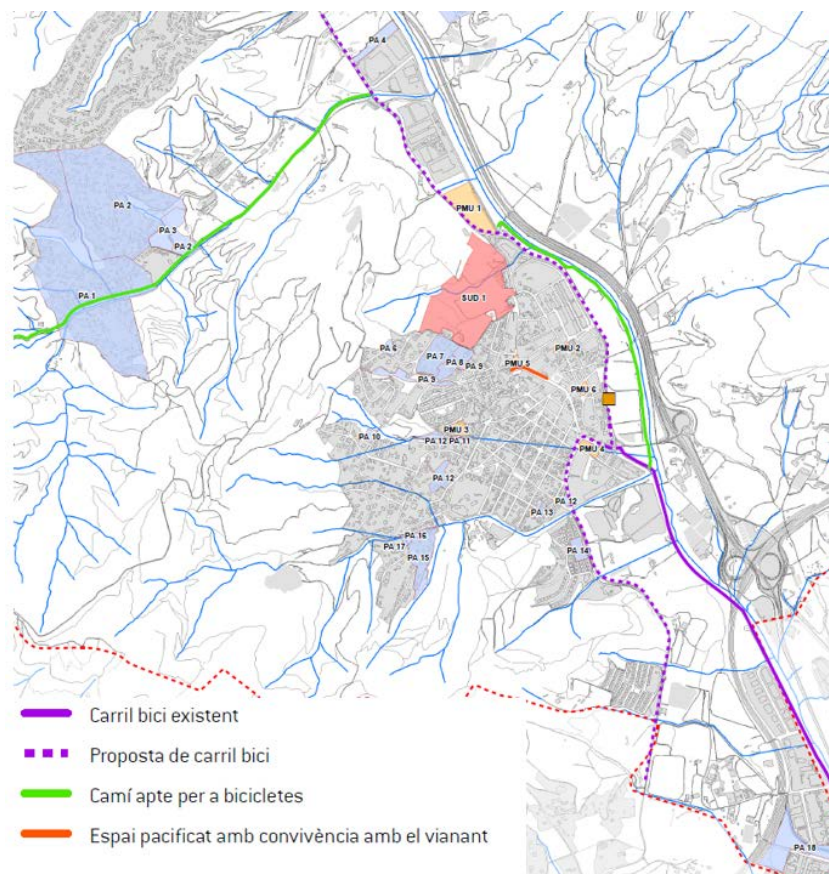 PA 4
PA 2
PMU 1
PA 3
PA 2
PA 1
SUD 1
PA 6
PA 7
PMU 2
PA 8
PMU 5
PA 9
PA 9
PMU 6
PMU 3
PA 10
PA 12 PA 11
PMU 4
PA 12
PA 12
PA 13
PA 16
PA 17
PA 14
PA 15
Carril bici existent
Proposta de carril bici
Camí apte per a bicicletes
Espai pacificat amb convivència amb el vianant
PA 18